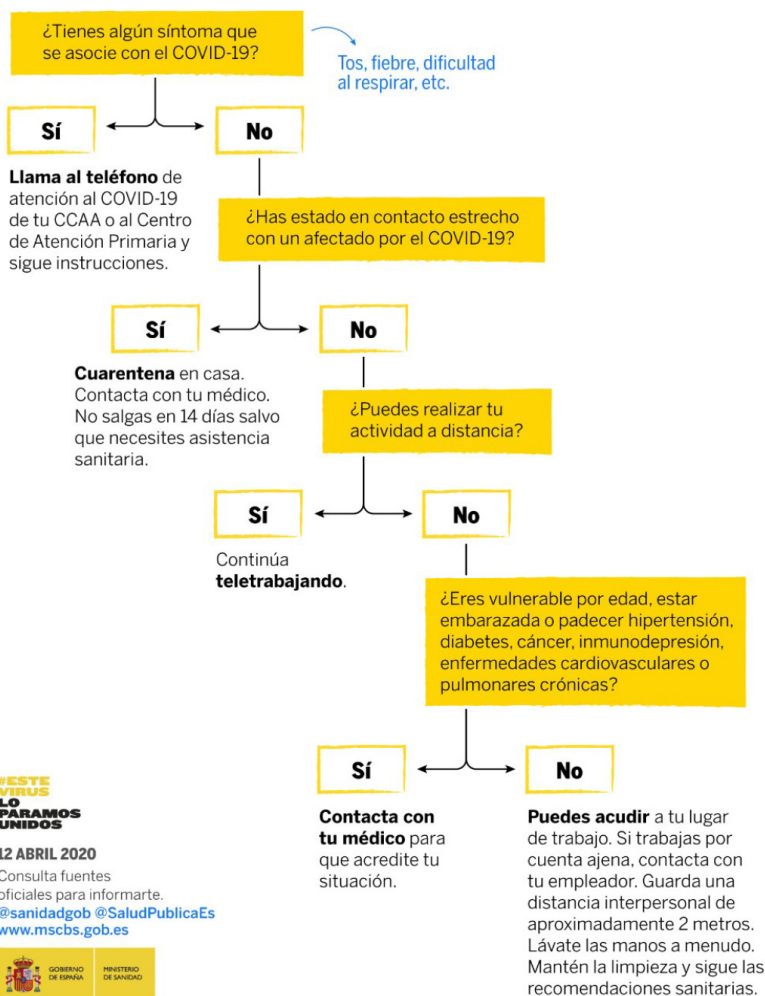 ¿Tienes algún síntoma que
se asocie con el COVID-19?
Tos, fiebre, dificultad
al respirar, etc.
Sí
No
Llama al teléfono de
atención al COVID-19
de tu CCAA o al Centro
de Atención Primaria y
sigue instrucciones.
¿Has estado en contacto estrecho
con un afectado por el COVID-19?
Sí
No
Cuarentena en casa.
Contacta con tu médico.
No salgas en 14 días salvo
que necesites asistencia
sanitaria.
¿Puedes realizar tu
actividad a distancia?
Sí
No
Continúa
teletrabajando.
¿Eres vulnerable por edad, estar
embarazada o padecer hipertensión,
diabetes, cáncer, inmunodepresión,
enfermedades cardiovasculares o
pulmonares crónicas?
Sí
No
Contacta con
tu médico para
que acredite tu
situación.
Puedes acudir a tu lugar
de trabajo. Si trabajas por
cuenta ajena, contacta con
tu empleador. Guarda una
distancia interpersonal de
aproximadamente 2 metros.
Lávate las manos a menudo.
Mantén la limpieza y sigue las
recomendaciones sanitarias.
#ESTE
VIRUS
LO
PARAMOS
UNIDOS
12 ABRIL 2020
Consulta fuentes
oficiales para informarte.
@sanidadgob @SaludPublicaEs
www.mscbs.gob.es
GOBIERNO
DE ESPAÑA
MINISTERIO
DE SANIDAD